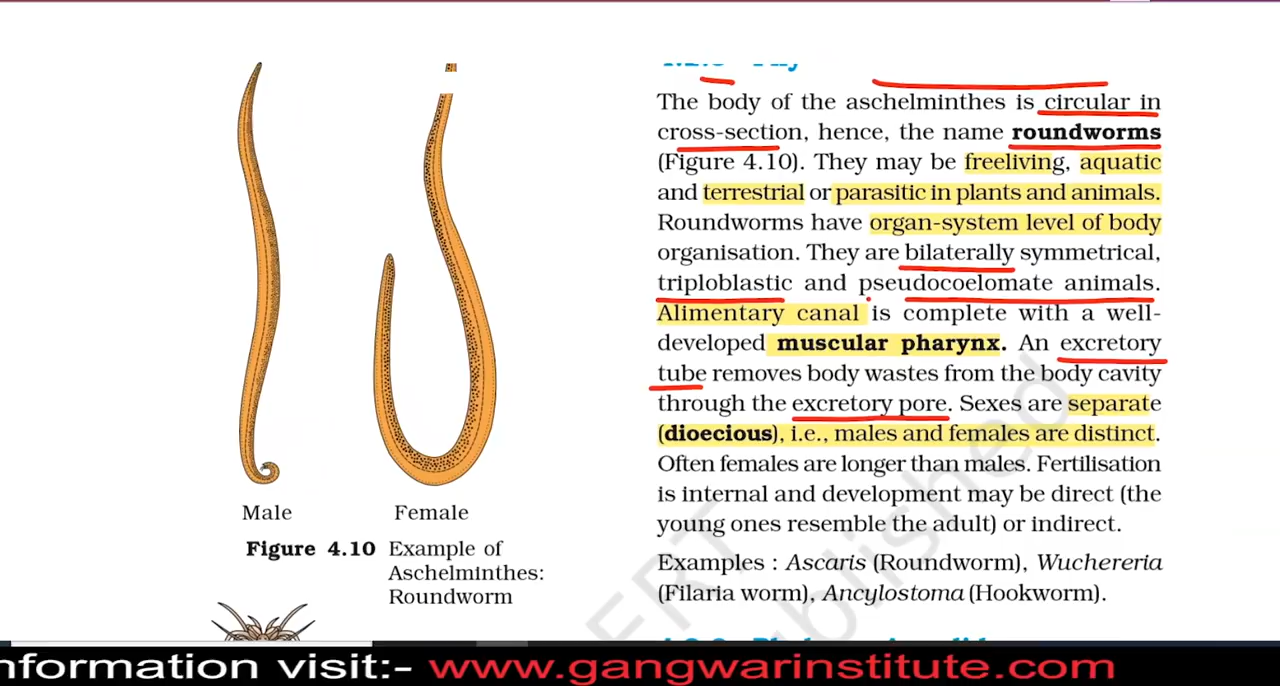 The body of the aschelminthes is circular in
cross-section, hence, the name roundworms
(Figure 4.10). They may be freeliving, aquatic
and terrestrial or parasitic in plants and animals.
Roundworms have organ-system level of body
organisation. They are bilaterally symmetrical,
triploblastic and pseudocoelomate animals.
Alimentary canal is complete with a well-
developed muscular pharynx. An excretory
tube removes body wastes from the body cavity
through the excretory pore. Sexes are separate
(dioecious), i.e., males and females are distinct.
Often females are longer than males. Fertilisation
is internal and development may be direct (the
young ones resemble the adult) or indirect.
Examples : Ascaris (Roundworm), Wuchereria
(Filaria worm), Ancylostoma (Hookworm).
Male Female
Figure 4.10 Example of
Aschelminthes:
Roundworm
nformation visit:- www.gangwarinstitute.com